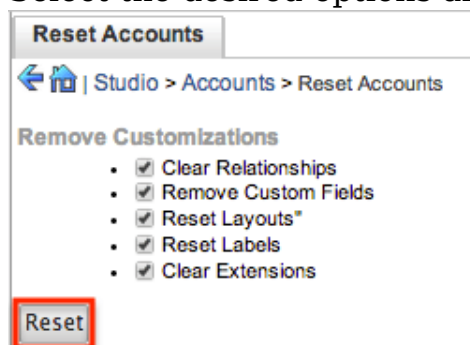 Select the desired options a
Reset Accounts
| Studio > Accounts > Reset Accounts
Remove Customizations
• Clear Relationships
• Remove Custom Fields
• Reset Layouts*
• Reset Labels
• Clear Extensions
Reset